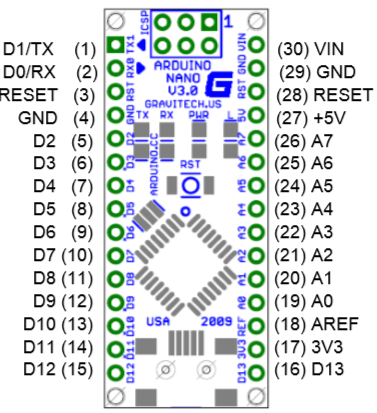 ICSP
1
D1/TX (1) TX1 VIN (30) VIN
D0/RX (2) RX0 GND (29) GND
RESET (3) RST RST (28) RESET
GND (4) GND 5V (27) +5V
D2 (5) D2 A7 (26) A7
D3 (6) D3 A6 (25) A6
D4 (7) D4 A5 (24) A5
D5 (8) D5 A4 (23) A4
D6 (9) D6 A3 (22) A3
D7 (10) D7 A2 (21) A2
D8 (11) D8 A1 (20) A1
D9 (12) D9 A0 (19) A0
D10 (13) D10 REF (18) AREF
D11 (14) D11 3V3 (17) 3V3
D12 (15) D12 D13 (16) D13
ARDUINO
NANO
V3.0
G
GRAVITECH.US
TX RX PWR L
ARDUINO.CC
RST
USA 2009